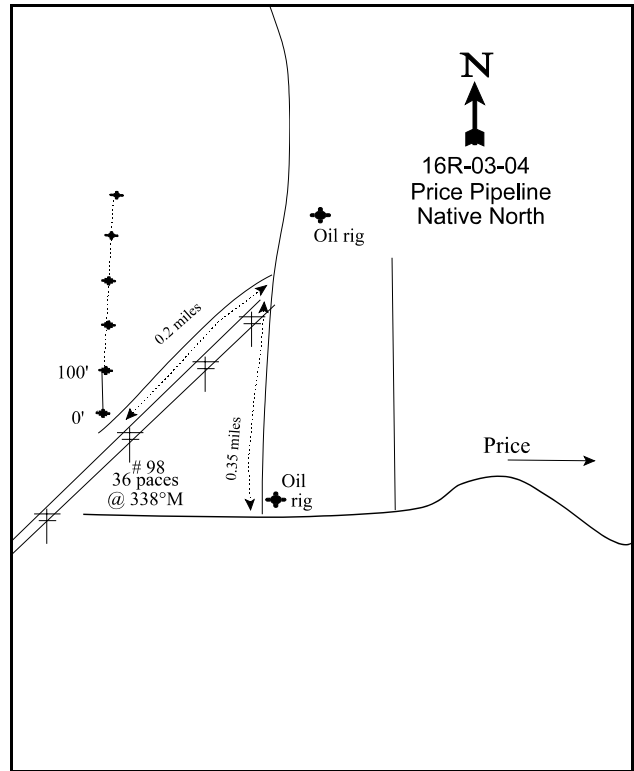 N
16R-03-04
Price Pipeline
Native North
Oil rig
0.2 miles
100'
0'
0.35 miles
Price
# 98
36 paces
@ 338°M
Oil
rig